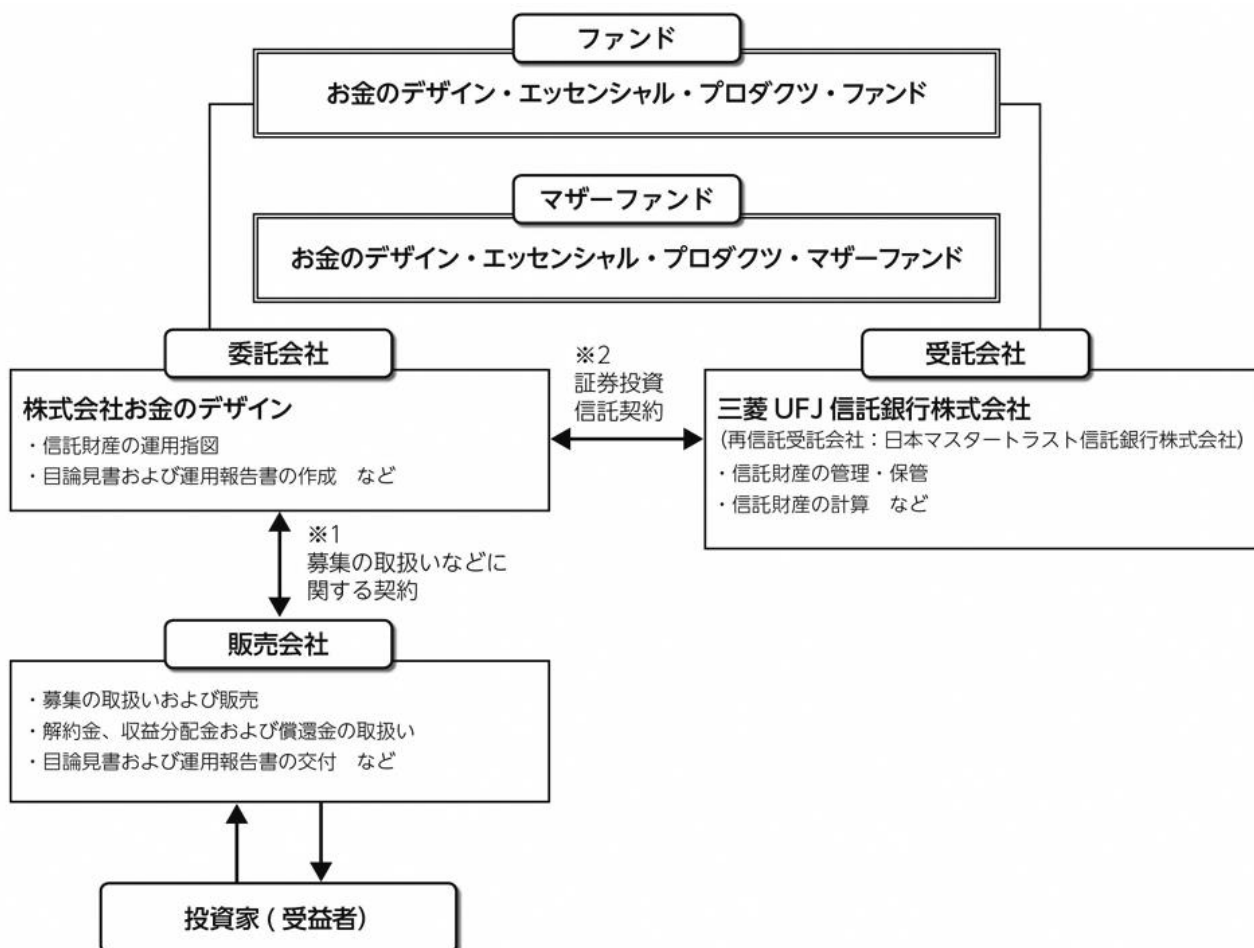 ファンド
お金のデザイン・エッセンシャル・プロダクツ・ファンド
マザーファンド
お金のデザイン・エッセンシャル・プロダクツ・マザーファンド
委託会社
株式会社お金のデザイン
・信託財産の運用指図
・目論見書および運用報告書の作成　など
※2
証券投資
信託契約
受託会社
三菱 UFJ 信託銀行株式会社
（再信託受託会社：日本マスタートラスト信託銀行株式会社）
・信託財産の管理・保管
・信託財産の計算　など
※1
募集の取扱いなどに
関する契約
販売会社
・募集の取扱いおよび販売
・解約金、収益分配金および償還金の取扱い
・目論見書および運用報告書の交付　など
投資家 ( 受益者）